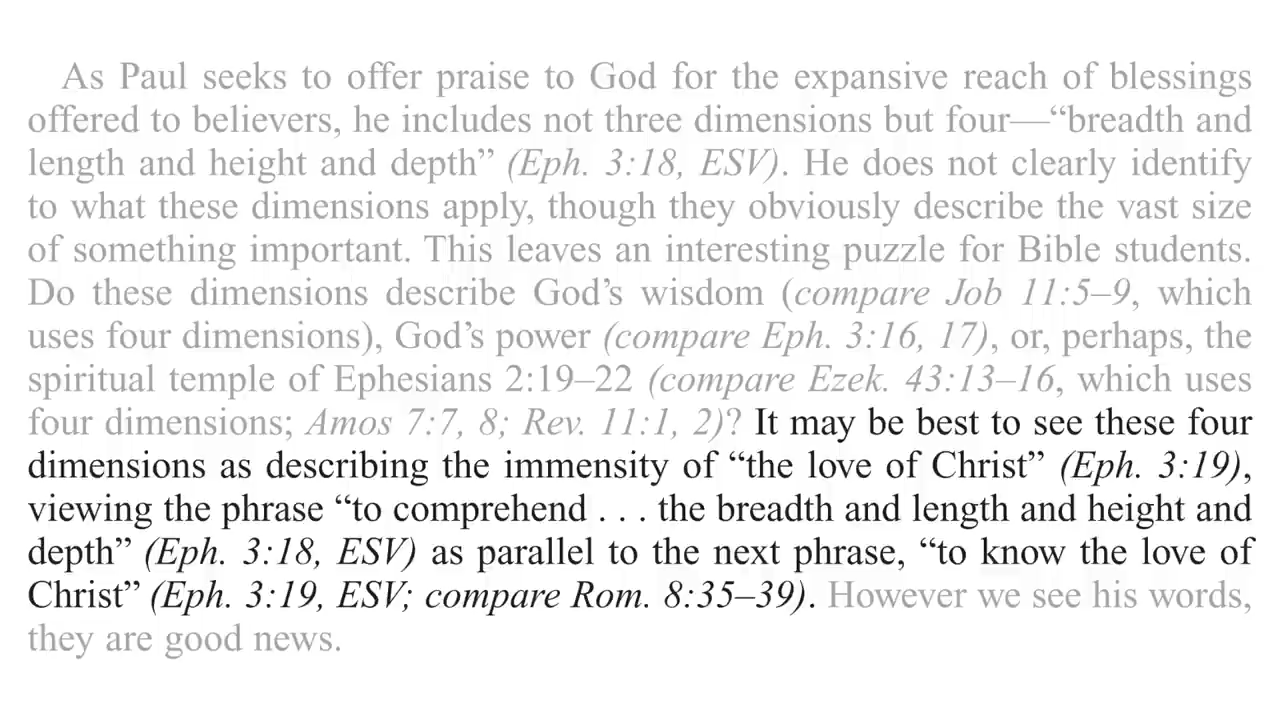 As Paul seeks to offer praise to God for the expansive reach of blessings
offered to believers, he includes not three dimensions but four—“breadth and
length and height and depth” (Eph. 3:18, ESV). He does not clearly identify
to what these dimensions apply, though they obviously describe the vast size
of something important. This leaves an interesting puzzle for Bible students.
Do these dimensions describe God’s wisdom (compare Job 11:5–9, which
uses four dimensions), God’s power (compare Eph. 3:16, 17), or, perhaps, the
spiritual temple of Ephesians 2:19–22 (compare Ezek. 43:13–16, which uses
four dimensions; Amos 7:7, 8; Rev. 11:1, 2)? It may be best to see these four
dimensions as describing the immensity of “the love of Christ” (Eph. 3:19),
viewing the phrase “to comprehend . . . the breadth and length and height and
depth” (Eph. 3:18, ESV) as parallel to the next phrase, “to know the love of
Christ” (Eph. 3:19, ESV; compare Rom. 8:35–39). However we see his words,
they are good news.